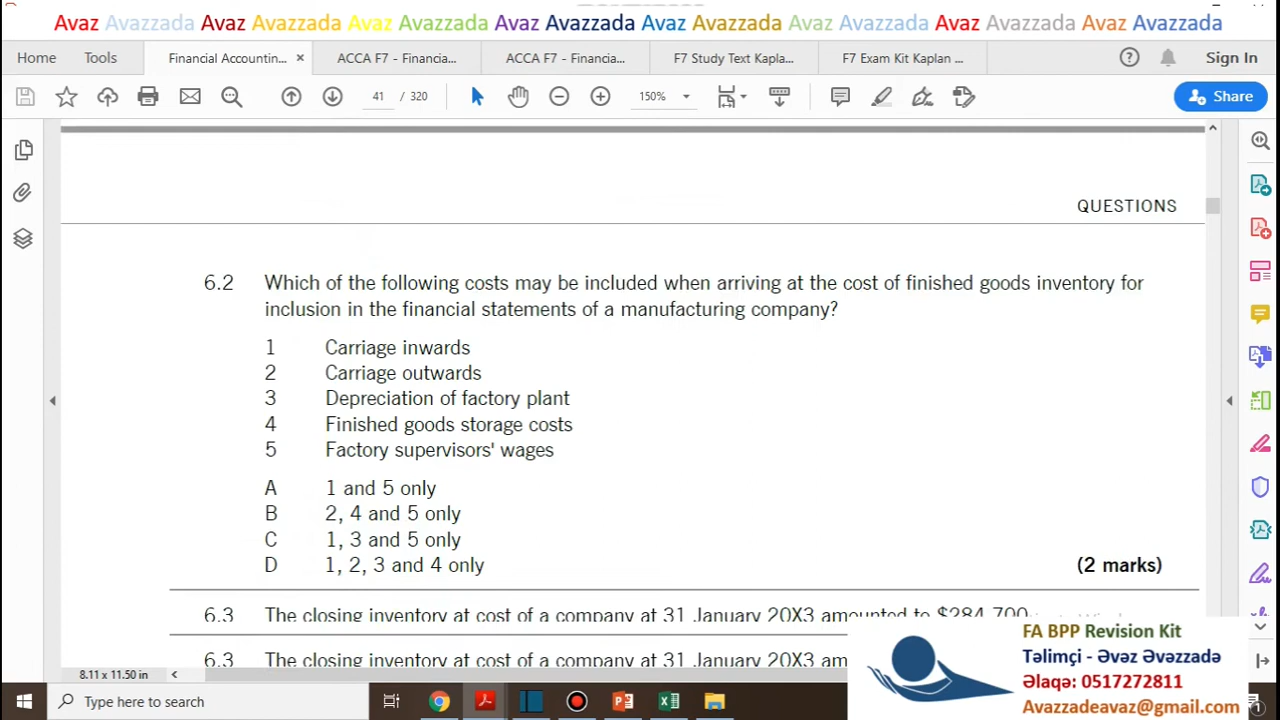 Avaz Avazzada Avaz Avazzada Avaz Avazzada Avaz Avazzada Avaz Avazzada Avaz Avazzada Avaz Avazzada Avaz Avazzada
Home Tools Financial Accountin... × ACCA F7 - Financia... ACCA F7 - Financia... F7 Study Text Kapla... F7 Exam Kit Kaplan ... Sign In
41 / 320 150% Share
QUESTIONS
6.2 Which of the following costs may be included when arriving at the cost of finished goods inventory for
inclusion in the financial statements of a manufacturing company?
1 Carriage inwards
2 Carriage outwards
3 Depreciation of factory plant
4 Finished goods storage costs
5 Factory supervisors' wages
A 1 and 5 only
B 2, 4 and 5 only
C 1, 3 and 5 only
D 1, 2, 3 and 4 only (2 marks)
6.3 The closing inventory at cost of a company at 31 January 20X3 amounted to $284,700
6.3 The closing inventory at cost of a company at 31 January 20X3 am
8.11 x 11.50 in
Type here to search
FA BPP Revision Kit
Təlimçi - Əvəz Əvəzzadə
Əlaqə: 0517272811
Avazzadeavaz@gmail.com
1